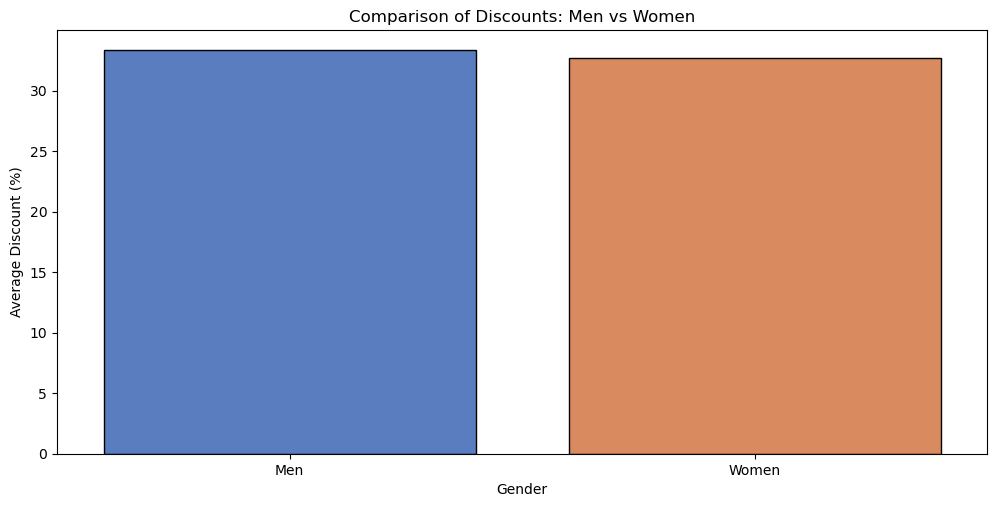 Comparison of Discounts: Men vs Women
Average Discount (%)
30
25
20
15
10
5
0
Men
Women
Gender